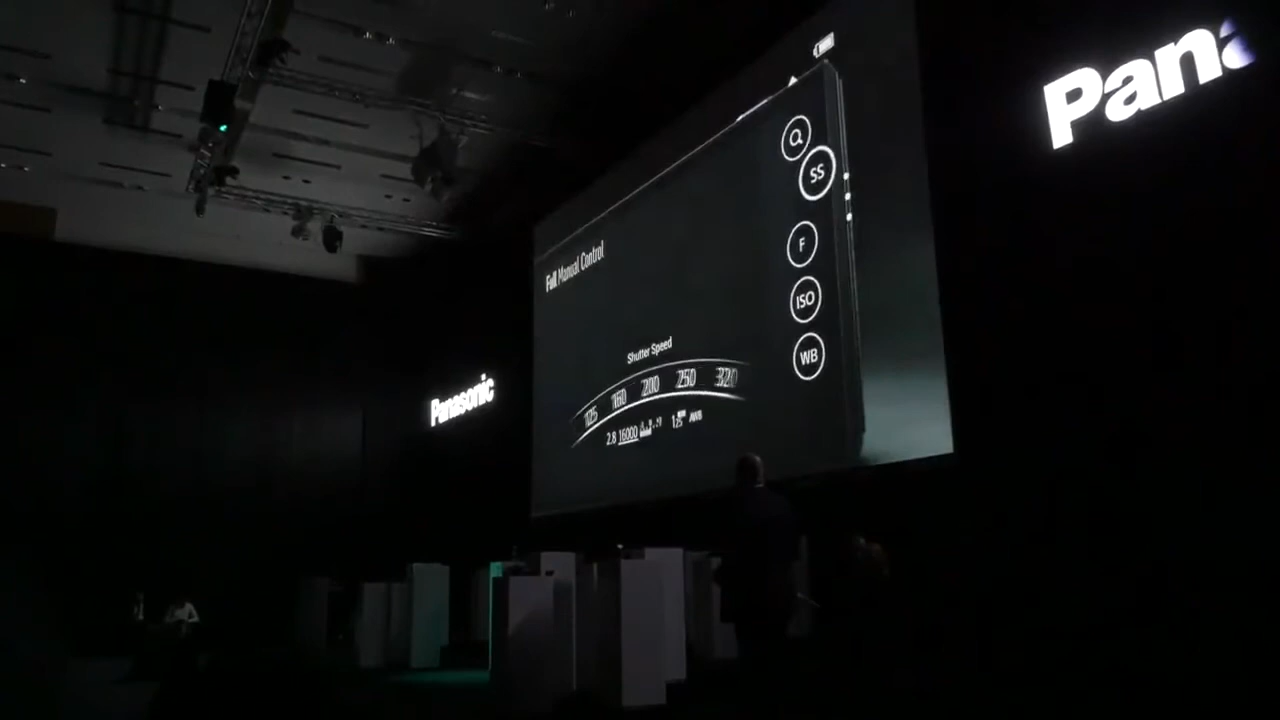 Pana
SS
F
Full Manual Control
ISO
Shutter Speed
WB
125 160 200 250 320
2.8 16000
AWB
Panasonic